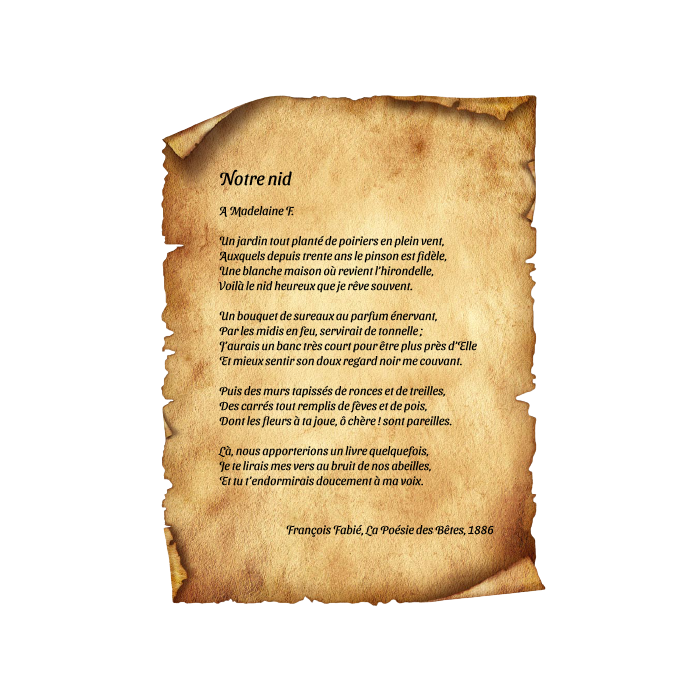 Notre nid
A Madelaine F.
Un jardin tout planté de poiriers en plein vent,
Auxquels depuis trente ans le pinson est fidèle,
Une blanche maison où revient l'hirondelle,
Voilà le nid heureux que je rêve souvent.
Un bouquet de sureaux au parfum énervant,
Par les midis en feu, servirait de tonnelle ;
J'aurais un banc très court pour être plus près d'Elle
Et mieux sentir son doux regard noir me couvant.
Puis des murs tapissés de ronces et de treilles,
Des carrés tout remplis de fèves et de pois,
Dont les fleurs à ta joue, ô chère ! sont pareilles.
Là, nous apporterions un livre quelquefois,
Je te lirais mes vers au bruit de nos abeilles,
Et tu t'endormirais doucement à ma voix.
François Fabié, La Poésie des Bêtes, 1886